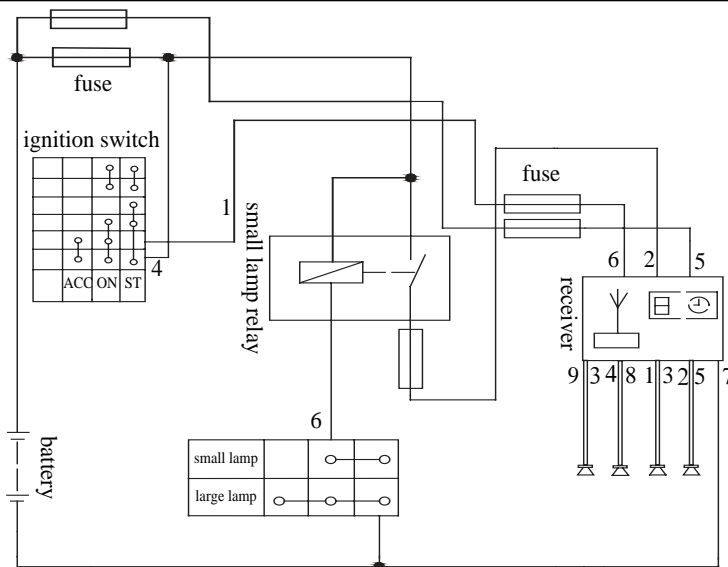 fuse
ignition switch
ACC ON ST
4
1
small lamp relay
fuse
6 2 5
receiver
9 3 4 8 1 3 2 5 7
6
small lamp
large lamp
battery